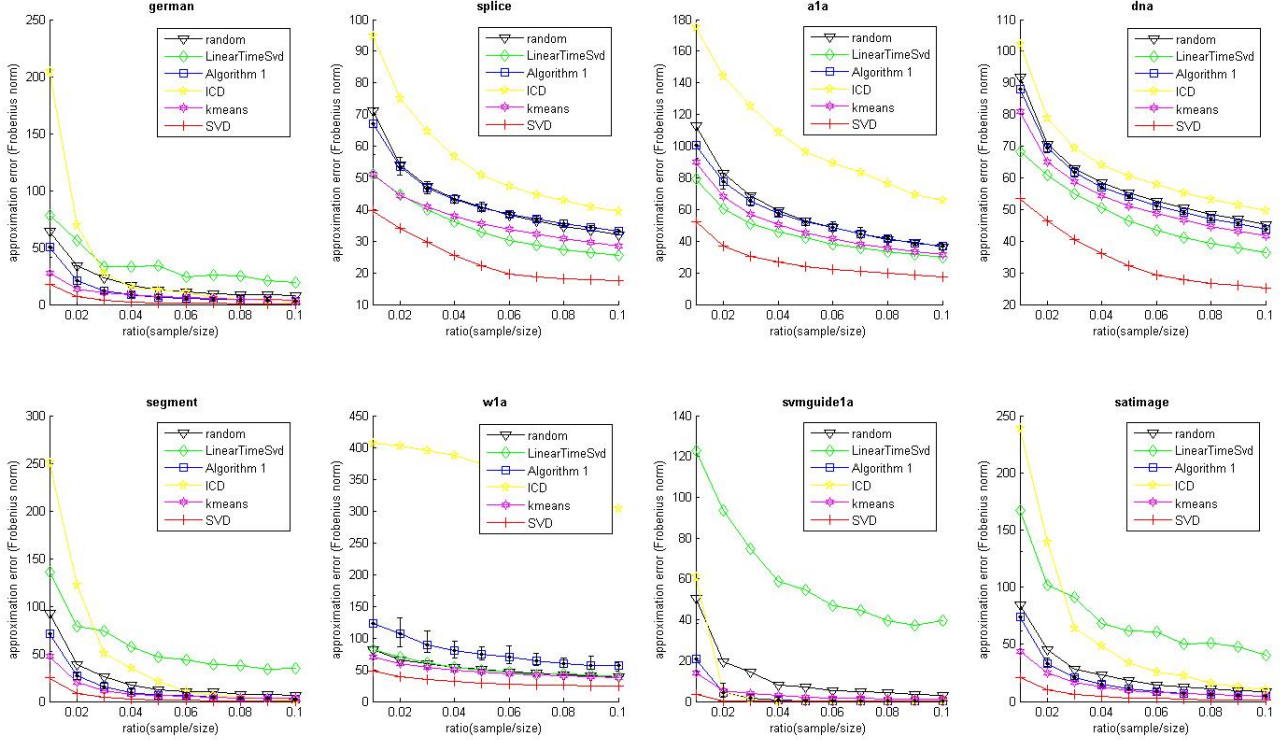 german
approximation error (Frobenius norm)
250
200
150
100
50
0
random
LinearTimeSvd
Algorithm 1
ICD
kmeans
SVD
0.02 0.04 0.06 0.08 0.1
ratio(sample/size)
splice
approximation error (Frobenius norm)
100
90
80
70
60
50
40
30
20
10
random
LinearTimeSvd
Algorithm 1
ICD
kmeans
SVD
0.02 0.04 0.06 0.08 0.1
ratio(sample/size)
a1a
approximation error (Frobenius norm)
180
160
140
120
100
80
60
40
20
0
random
LinearTimeSvd
Algorithm 1
ICD
kmeans
SVD
0.02 0.04 0.06 0.08 0.1
ratio(sample/size)
dna
approximation error (Frobenius norm)
110
100
90
80
70
60
50
40
30
20
random
LinearTimeSvd
Algorithm 1
ICD
kmeans
SVD
0.02 0.04 0.06 0.08 0.1
ratio(sample/size)
segment
approximation error (Frobenius norm)
300
250
200
150
100
50
0
random
LinearTimeSvd
Algorithm 1
ICD
kmeans
SVD
0.02 0.04 0.06 0.08 0.1
ratio(sample/size)
w1a
approximation error (Frobenius norm)
450
400
350
300
250
200
150
100
50
0
random
LinearTimeSvd
Algorithm 1
ICD
kmeans
SVD
0.02 0.04 0.06 0.08 0.1
ratio(sample/size)
svmguide1a
approximation error (Frobenius norm)
140
120
100
80
60
40
20
0
random
LinearTimeSvd
Algorithm 1
ICD
kmeans
SVD
0.02 0.04 0.06 0.08 0.1
ratio(sample/size)
satimage
approximation error (Frobenius norm)
250
200
150
100
50
0
random
LinearTimeSvd
Algorithm 1
ICD
kmeans
SVD
0.02 0.04 0.06 0.08 0.1
ratio(sample/size)